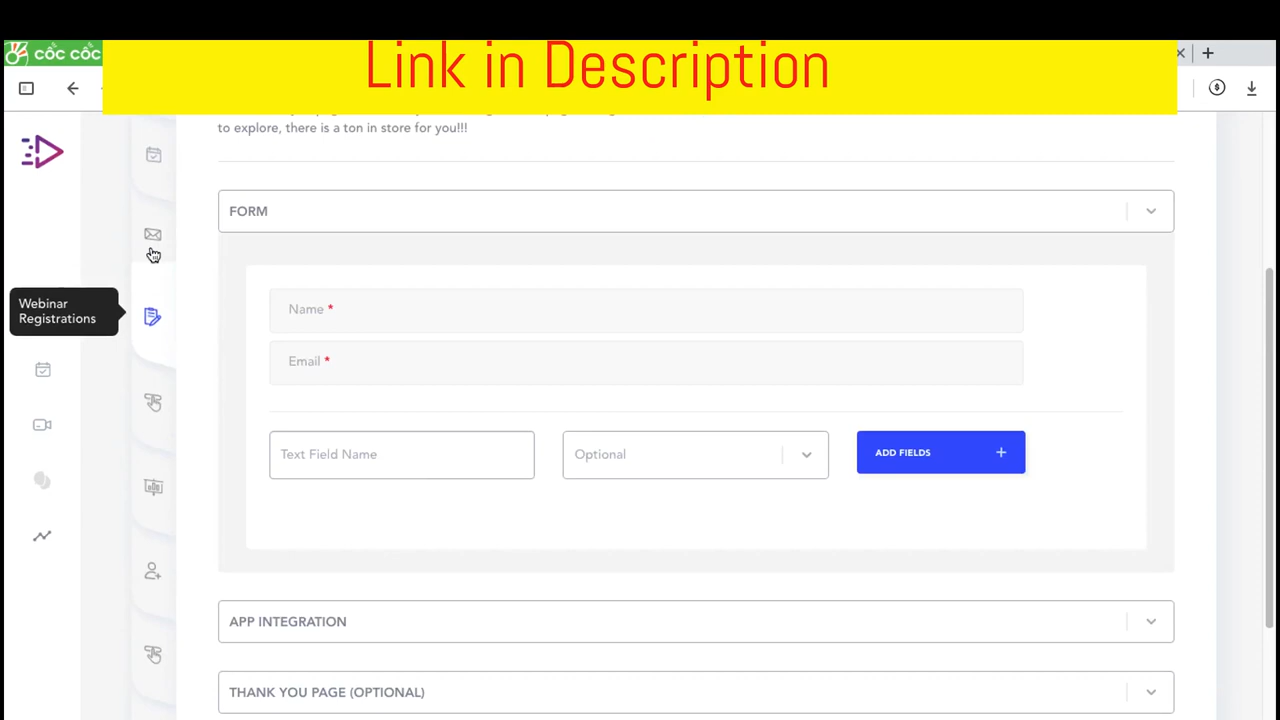 cốc cốc
Link in Description
to explore, there is a ton in store for you!!!
FORM
Name *
Webinar
Registrations
Email *
Text Field Name
Optional
ADD FIELDS +
APP INTEGRATION
THANK YOU PAGE (OPTIONAL)